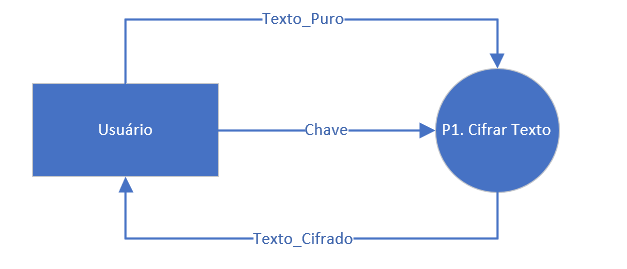 Texto_Puro
Usuário
Chave
P1. Cifrar Texto
Texto_Cifrado